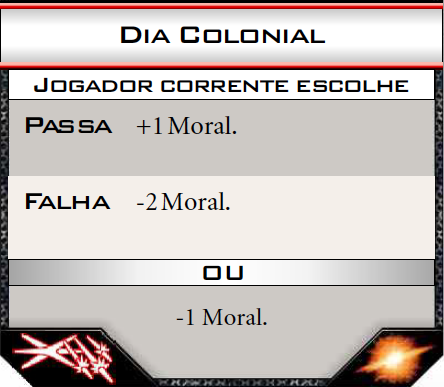 Dia Colonial
Jogador corrente escolhe
Passa +1 Moral.
Falha -2 Moral.
OU
-1 Moral.